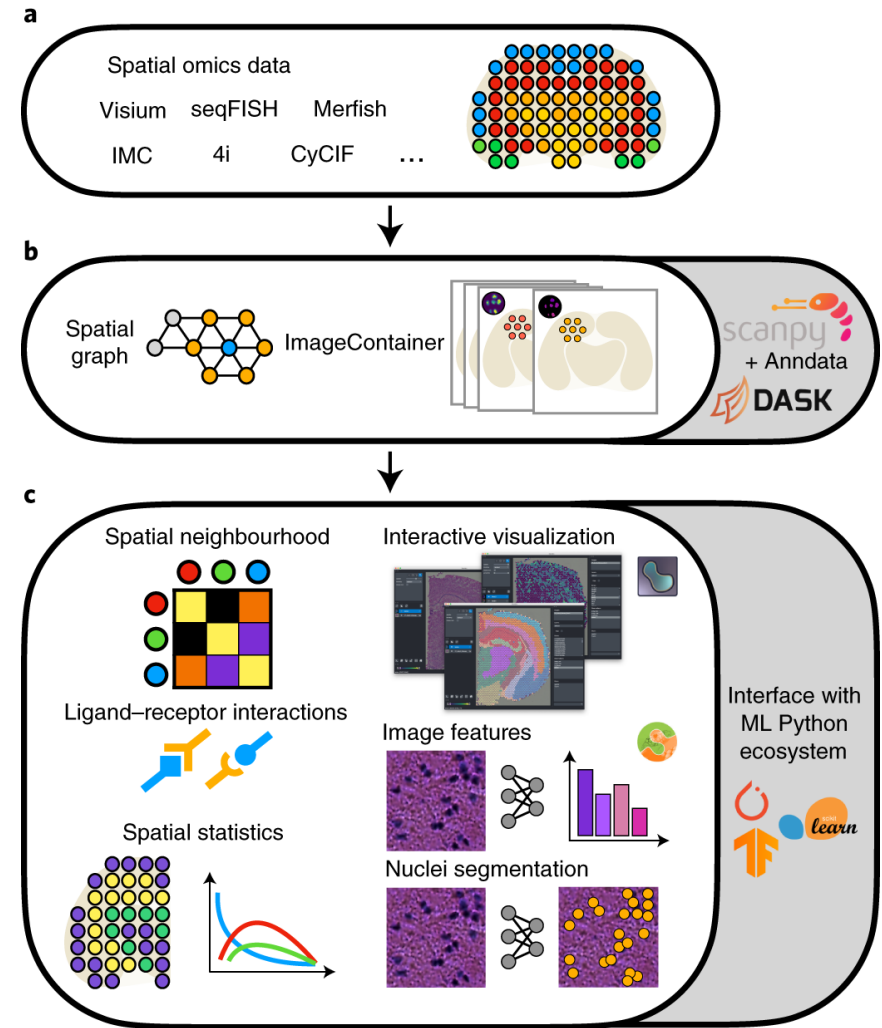 a
Spatial omics data
Visium seqFISH Merfish
IMC 4i CyCIF ...
b
Spatial
graph
ImageContainer
scanpy
+ Anndata
DASK
c
Spatial neighbourhood
Ligand–receptor interactions
Spatial statistics
Interactive visualization
Image features
Nuclei segmentation
Interface with
ML Python
ecosystem
learn